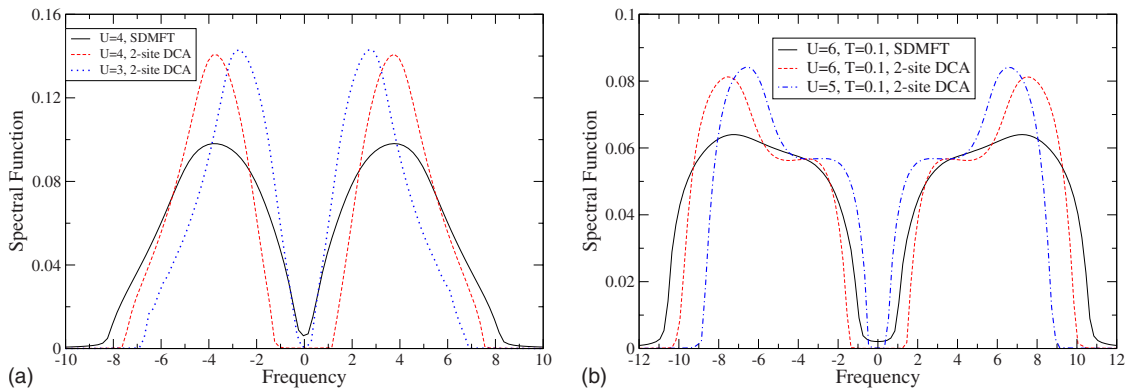 0.16
0.12
0.08
0.04
0
Spectral Function
U=4, SDMFT
U=4, 2-site DCA
U=3, 2-site DCA
-10 -8 -6 -4 -2 0 2 4 6 8 10
Frequency
(a)
0.1
0.08
0.06
0.04
0.02
0
Spectral Function
U=6, T=0.1, SDMFT
U=6, T=0.1, 2-site DCA
U=5, T=0.1, 2-site DCA
-12 -10 -8 -6 -4 -2 0 2 4 6 8 10 12
Frequency
(b)